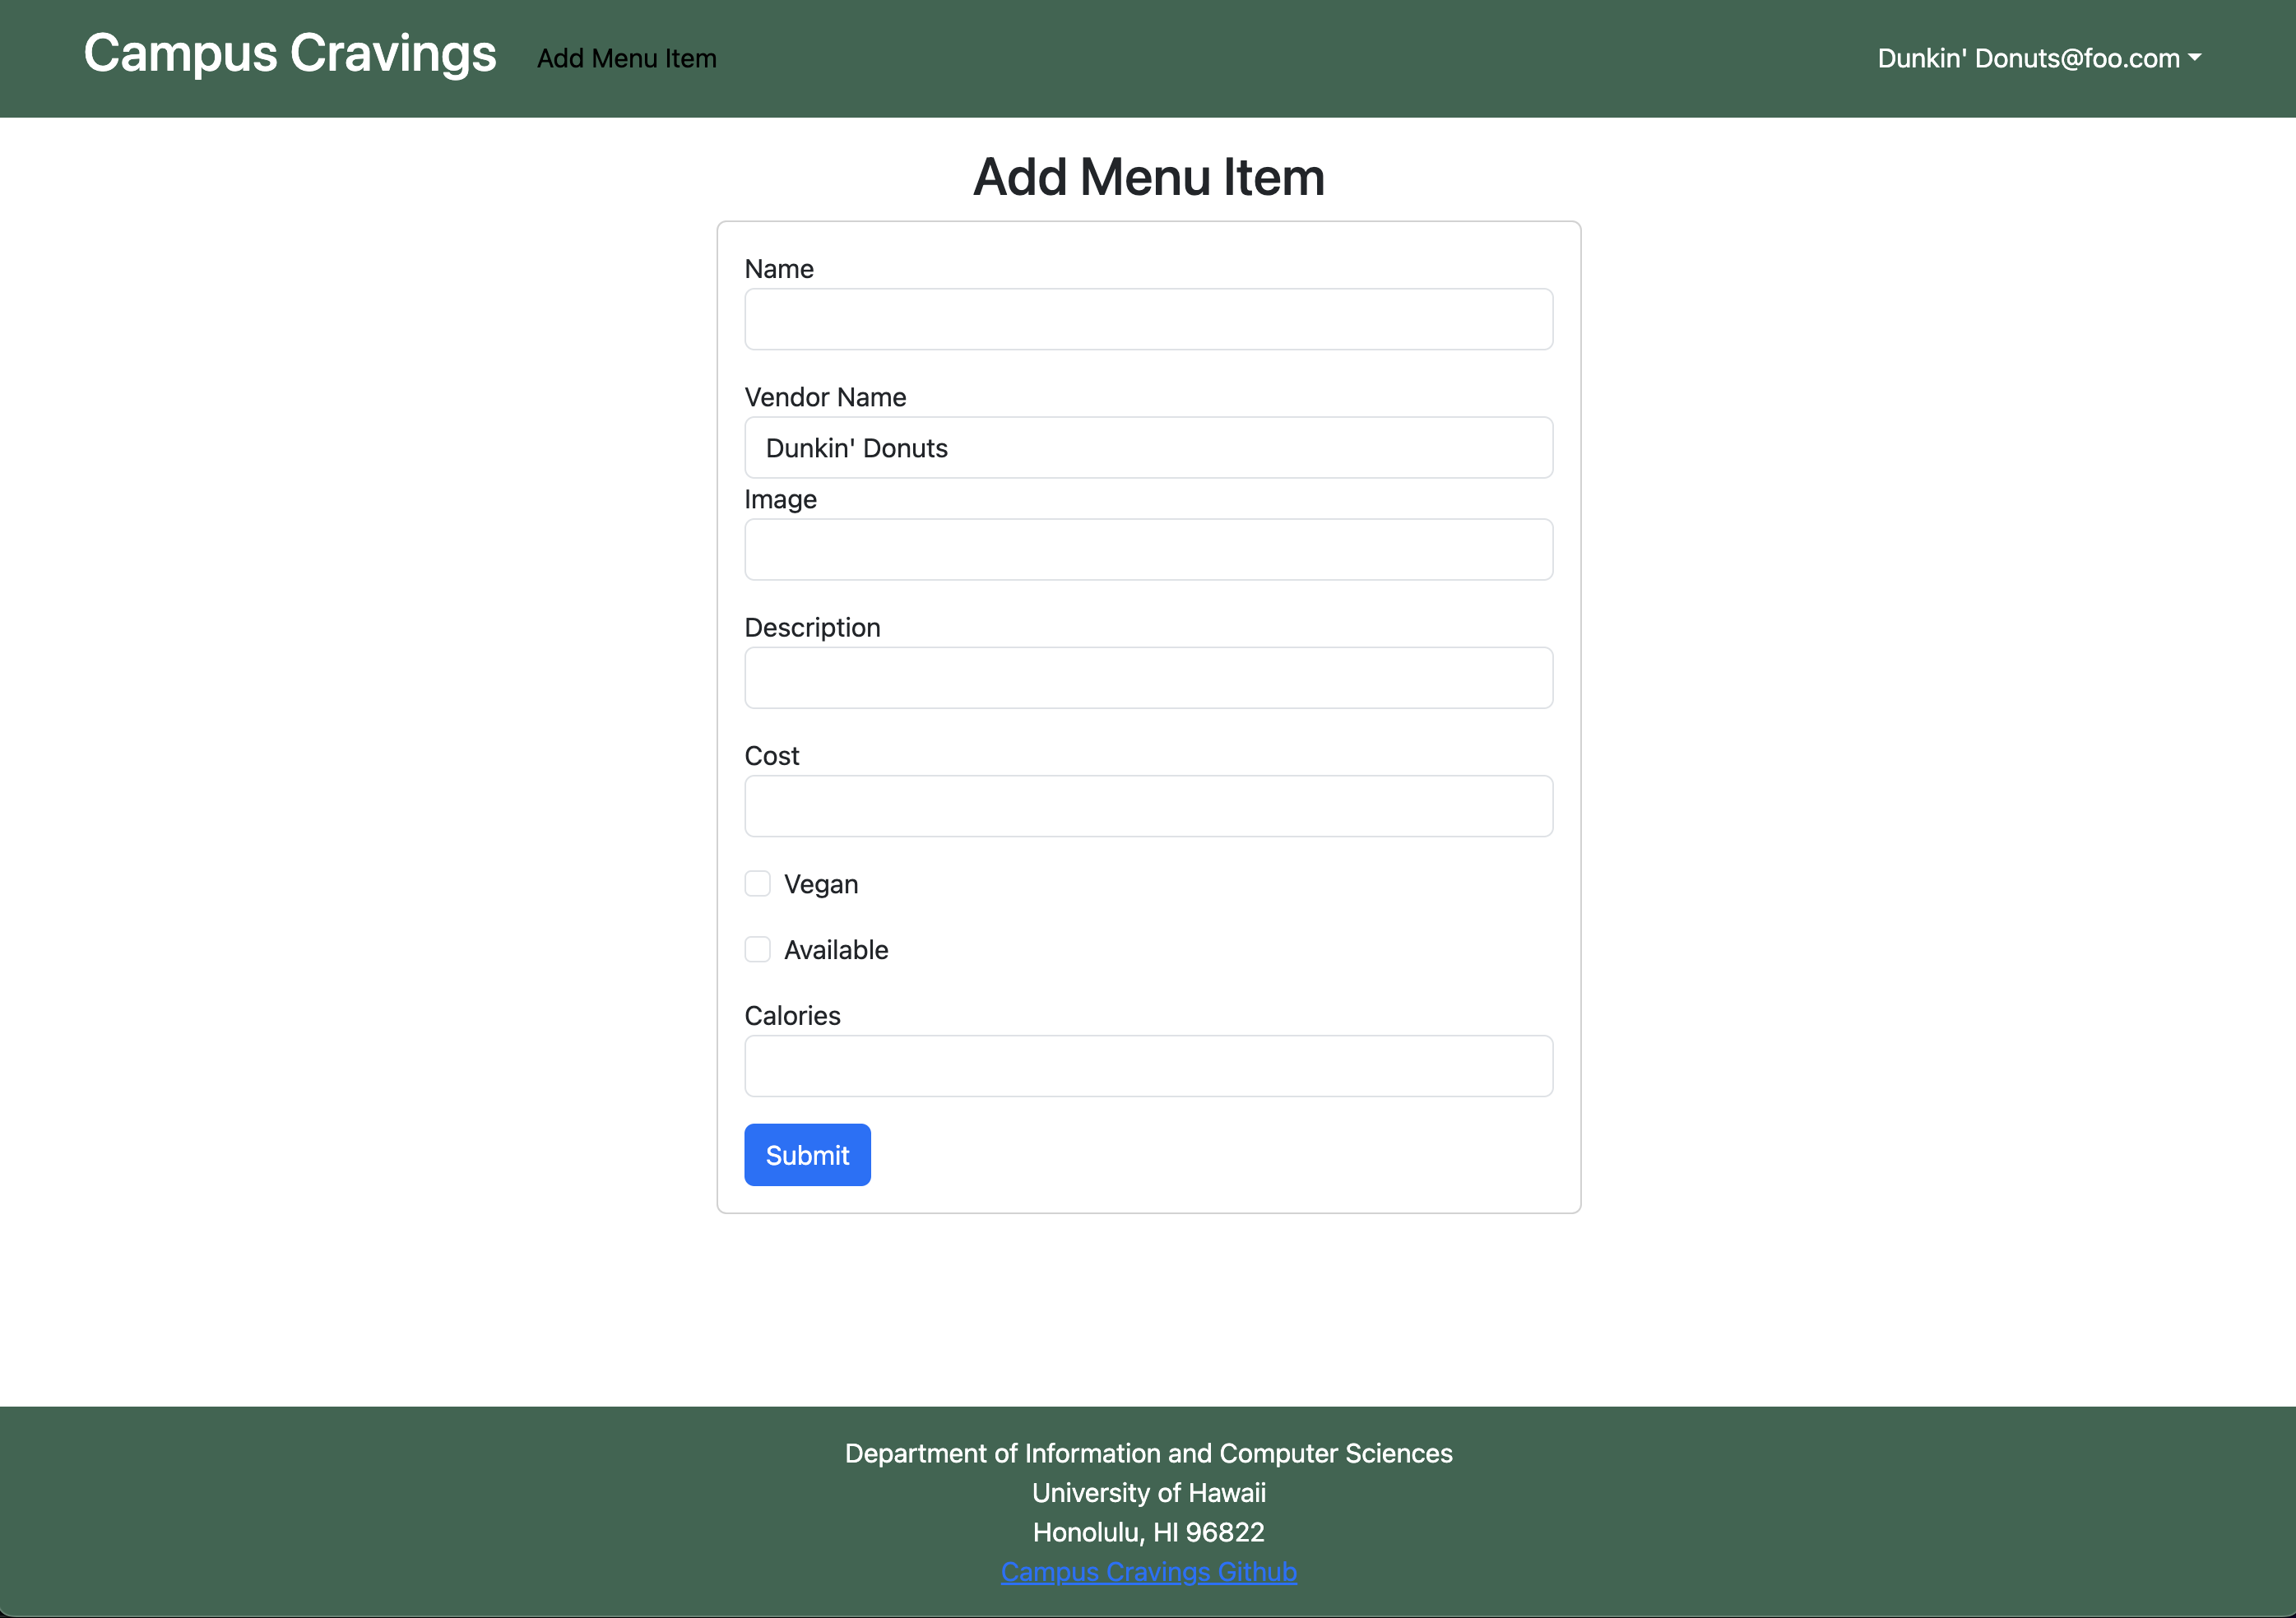 Campus Cravings
Add Menu Item
Dunkin' Donuts@foo.com
Add Menu Item
Name
Vendor Name
Dunkin' Donuts
Image
Description
Cost
Vegan
Available
Calories
Submit
Department of Information and Computer Sciences
University of Hawaii
Honolulu, HI 96822
Campus Cravings Github